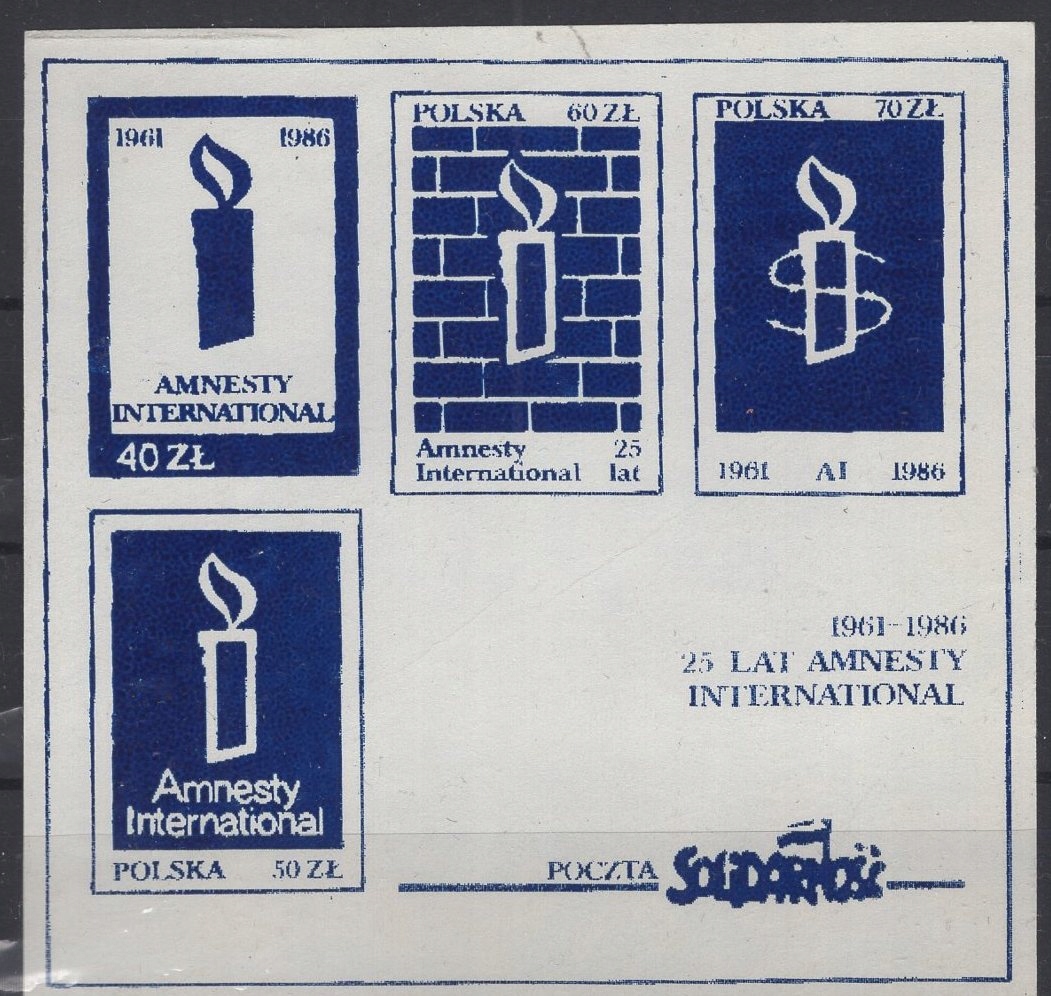 1961 1986
AMNESTY
INTERNATIONAL
40 ZŁ
POLSKA 60 ZŁ
Amnesty 25
International lat
POLSKA 70 ZŁ
1961 AI 1986
Amnesty
International
POLSKA 50 ZŁ
1961-1986
25 LAT AMNESTY
INTERNATIONAL
POCZTA SOLIDARNOŚĆ